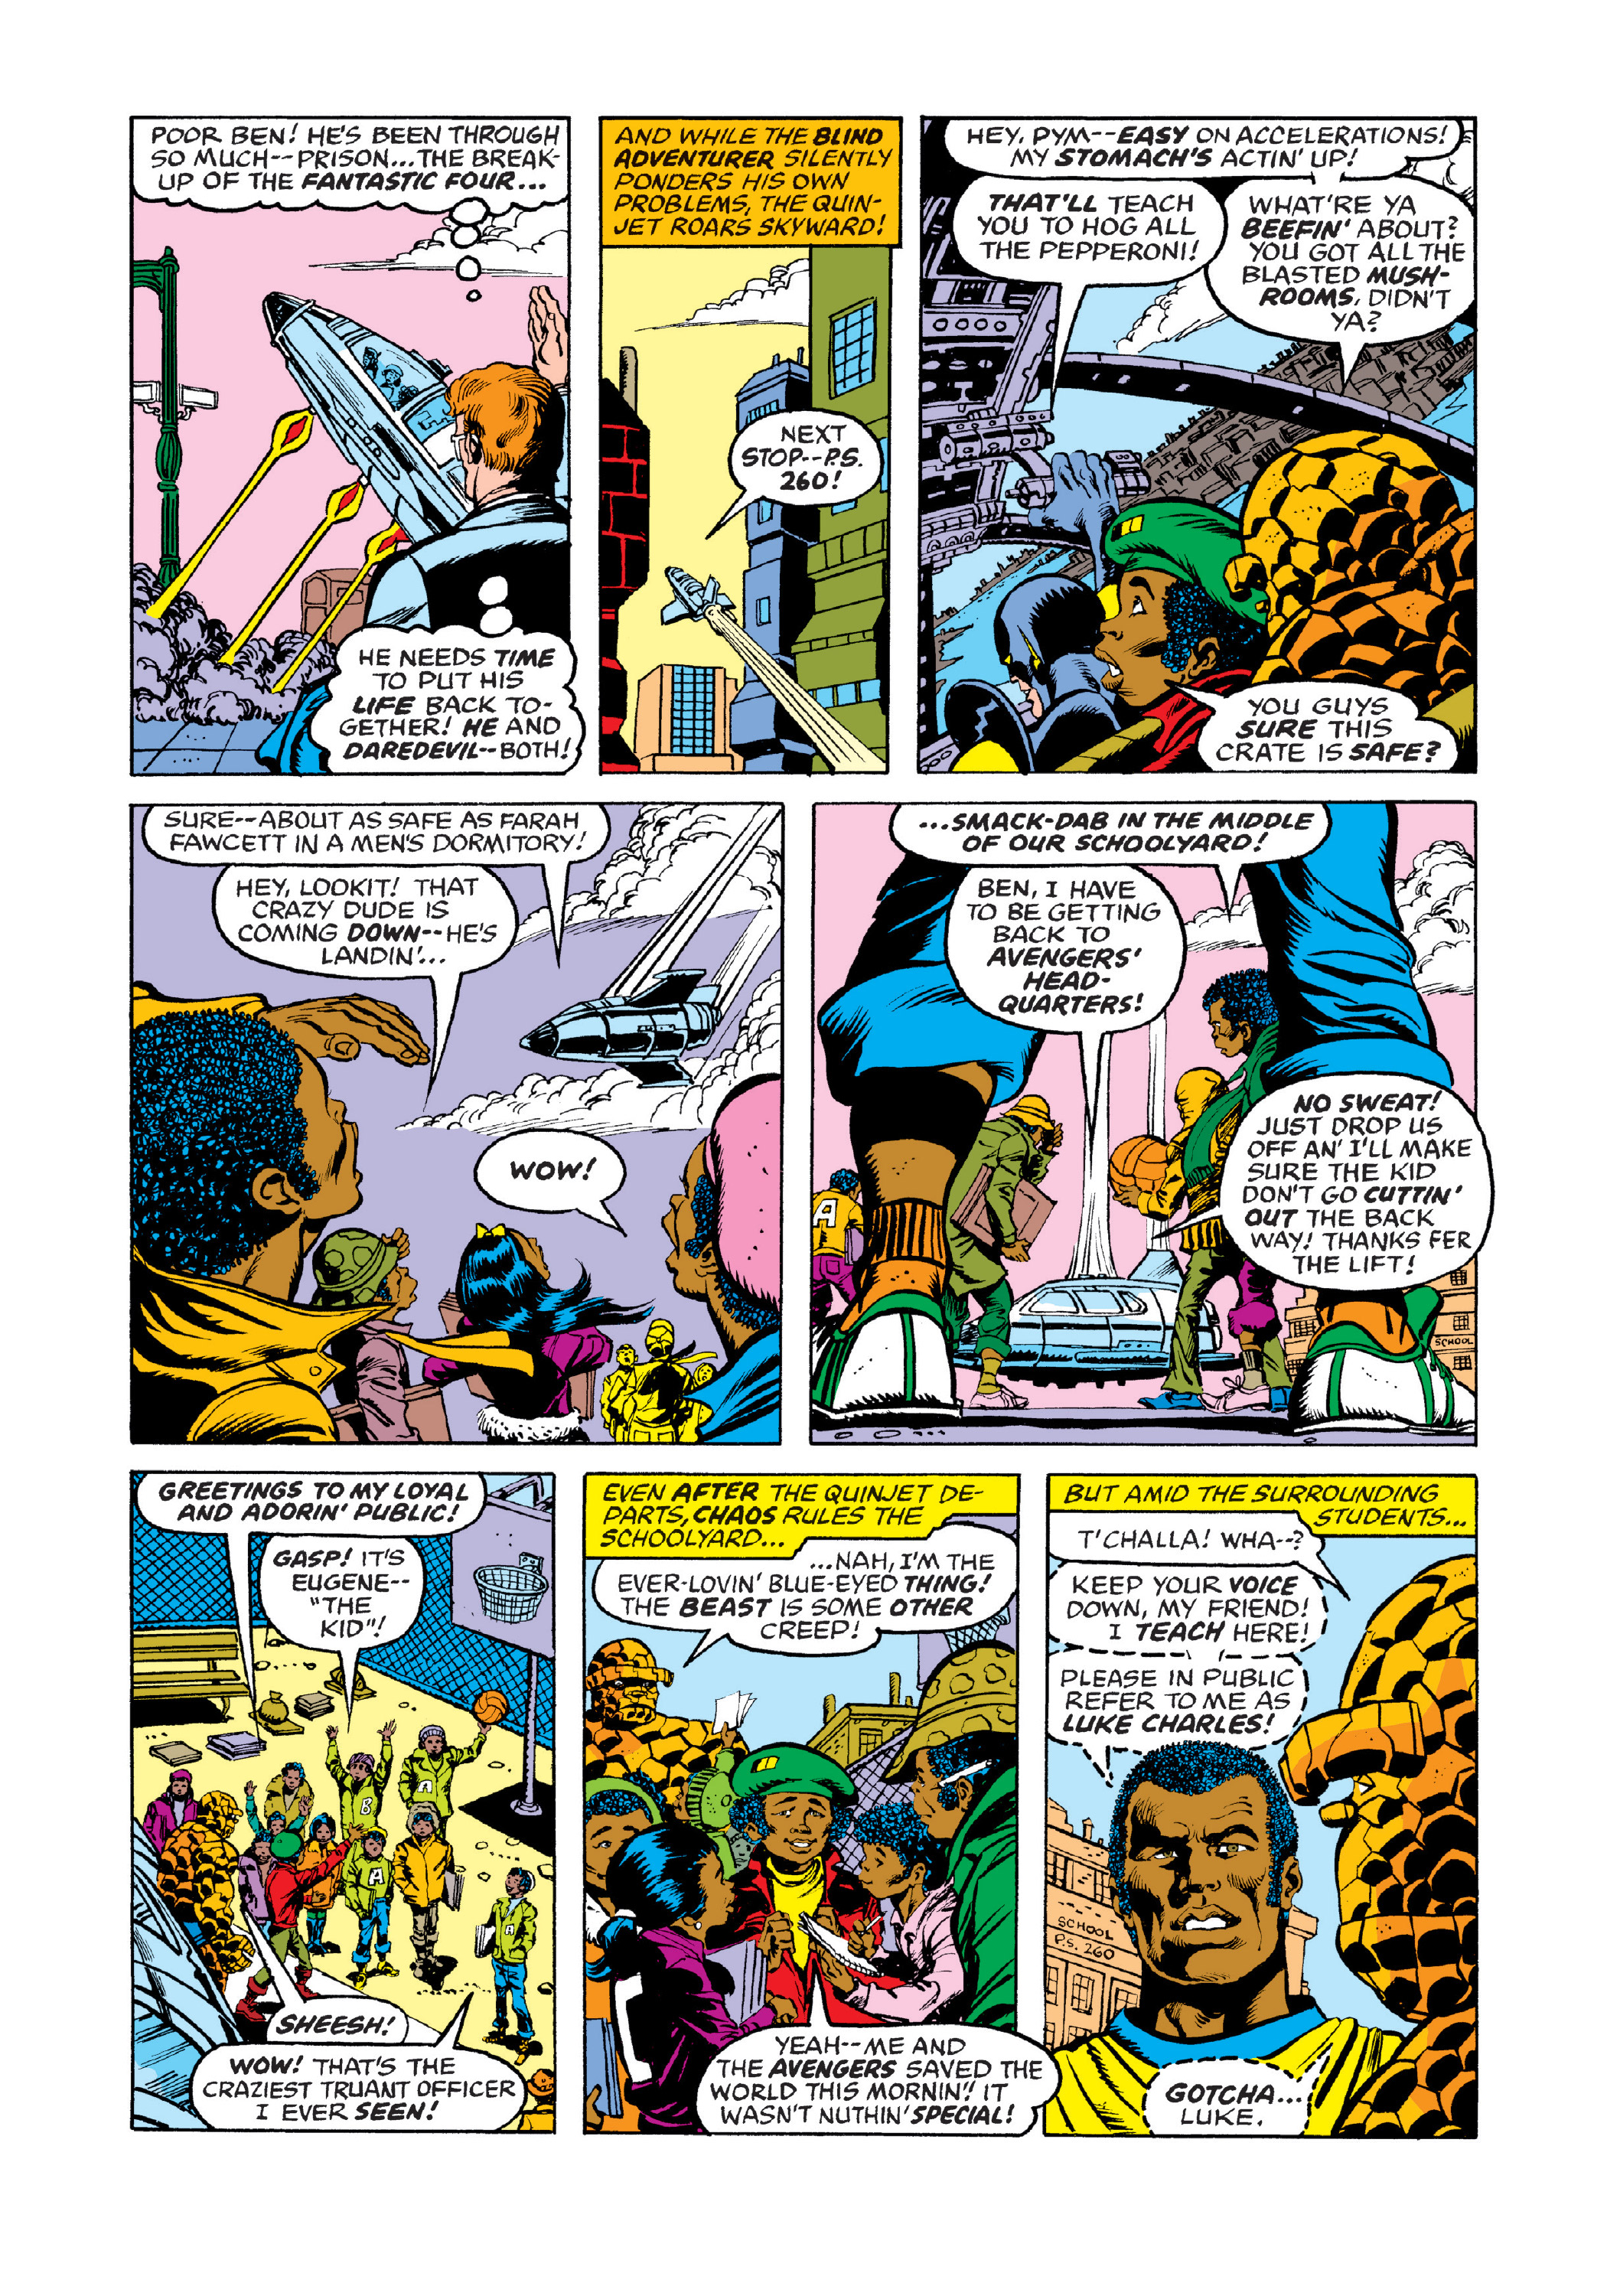 POOR BEN! HE'S BEEN THROUGH
SO MUCH--PRISON...THE BREAK-
UP OF THE FANTASTIC FOUR...
HE NEEDS TIME
TO PUT HIS
LIFE BACK TO-
GETHER! HE AND
DAREDEVIL--BOTH!
AND WHILE THE BLIND
ADVENTURER SILENTLY
PONDERS HIS OWN
PROBLEMS, THE QUIN-
JET ROARS SKYWARD!
NEXT
STOP--P.S.
260!
HEY, PYM--EASY ON ACCELERATIONS!
MY STOMACH'S ACTIN' UP!
THAT'LL TEACH
YOU TO HOG ALL
THE PEPPERONI!
WHAT'RE YA
BEEFIN' ABOUT?
YOU GOT ALL THE
BLASTED MUSH-
ROOMS, DIDN'T
YA?
YOU GUYS
SURE THIS
CRATE IS SAFE?
SURE--ABOUT AS SAFE AS FARAH
FAWCETT IN A MEN'S DORMITORY!
HEY, LOOKIT! THAT
CRAZY DUDE IS
COMING DOWN--HE'S
LANDIN'...
WOW!
...SMACK-DAB IN THE MIDDLE
OF OUR SCHOOLYARD!
BEN, I HAVE
TO BE GETTING
BACK TO
AVENGERS'
HEAD-
QUARTERS!
NO SWEAT!
JUST DROP US
OFF AN' I'LL MAKE
SURE THE KID
DON'T GO CUTTIN'
OUT THE BACK
WAY! THANKS FER
THE LIFT!
A
SCHOOL
GREETINGS TO MY LOYAL
AND ADORIN' PUBLIC!
GASP! IT'S
EUGENE--
"THE
KID"!
A
B
A
A
SHEESH!
WOW! THAT'S THE
CRAZIEST TRUANT OFFICER
I EVER SEEN!
EVEN AFTER THE QUINJET DE-
PARTS, CHAOS RULES THE
SCHOOLYARD...
...NAH, I'M THE
EVER-LOVIN' BLUE-EYED THING!
THE BEAST IS SOME OTHER
CREEP!
YEAH--ME AND
THE AVENGERS SAVED THE
WORLD THIS MORNIN'! IT
WASN'T NUTHIN' SPECIAL!
BUT AMID THE SURROUNDING
STUDENTS...
T'CHALLA! WHA--?
KEEP YOUR VOICE
DOWN, MY FRIEND!
I TEACH HERE!
PLEASE IN PUBLIC
REFER TO ME AS
LUKE CHARLES!
SCHOOL
P.S. 260
GOTCHA...
LUKE.